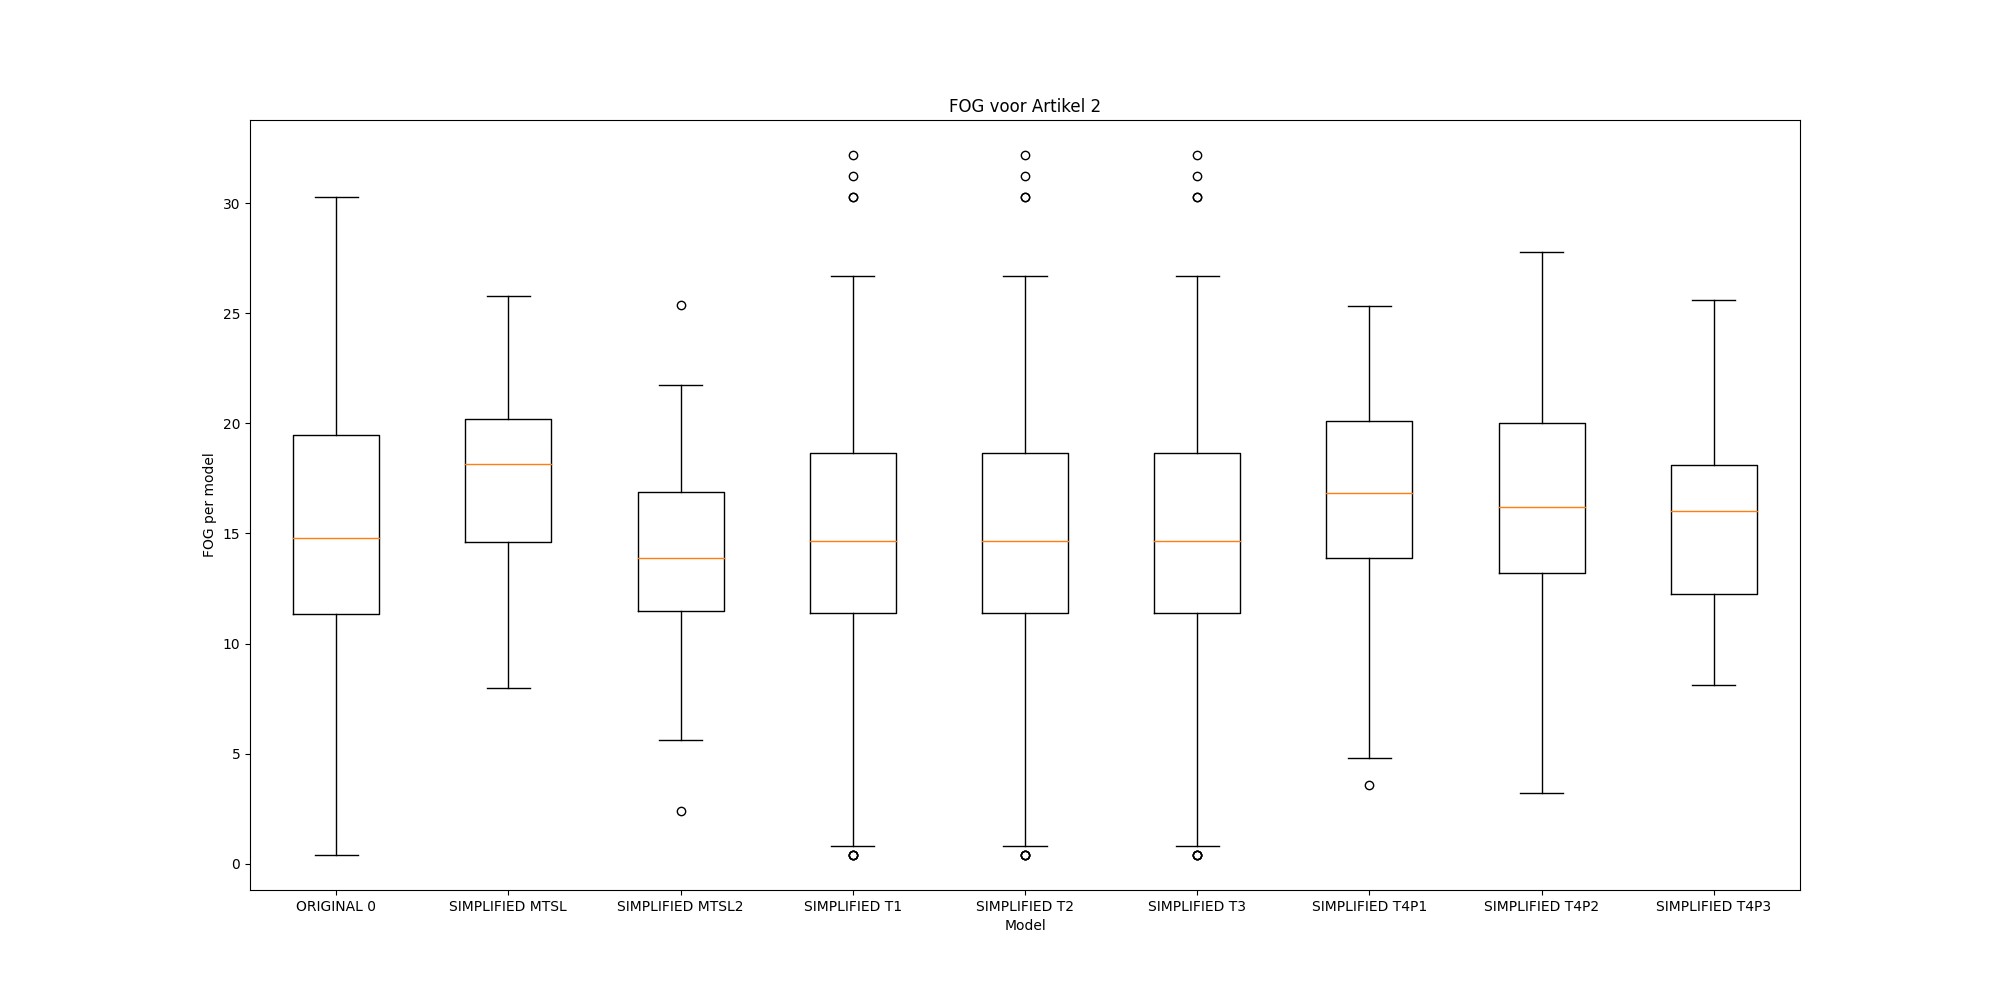 FOG voor Artikel 2
FOG per model
30
25
20
15
10
5
0
ORIGINAL 0
SIMPLIFIED MTSL
SIMPLIFIED MTSL2
SIMPLIFIED T1
SIMPLIFIED T2
SIMPLIFIED T3
SIMPLIFIED T4P1
SIMPLIFIED T4P2
SIMPLIFIED T4P3
Model